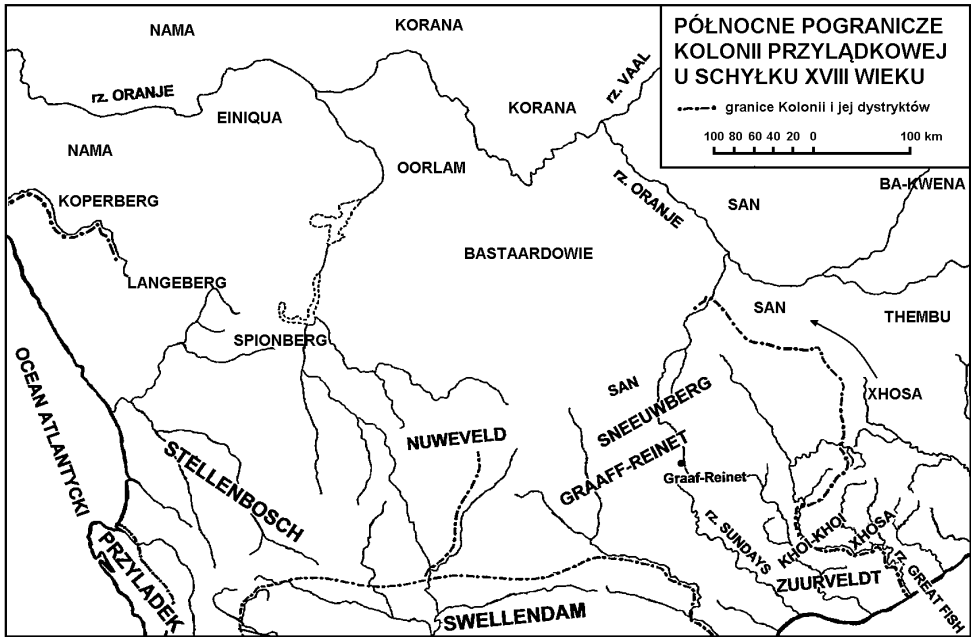 PÓŁNOCNE POGRANICZE
KOLONII PRZYLĄDKOWEJ
U SCHYŁKU XVIII WIEKU
granice Kolonii i jej dystryktów
100 80 60 40 20 0 100 km
NAMA
KORANA
rz. ORANJE
EINIQUA
KORANA
rz. VAAL
NAMA
OORLAM
rz. ORANJE
BA-KWENA
KOPERBERG
SAN
BASTAARDOWIE
LANGEBERG
SAN
THEMBU
SPIONBERG
OCEAN ATLANTYCKI
SAN
XHOSA
SNEEUWBERG
NUWEVELD
STELLENBOSCH
GRAAFF-REINET
Graaf-Reinet
rz. SUNDAYS
KHOI-KHOI
XHOSA
rz. GREAT FISH
PRZYLADEK
ZUURVELDT
SWELLENDAM